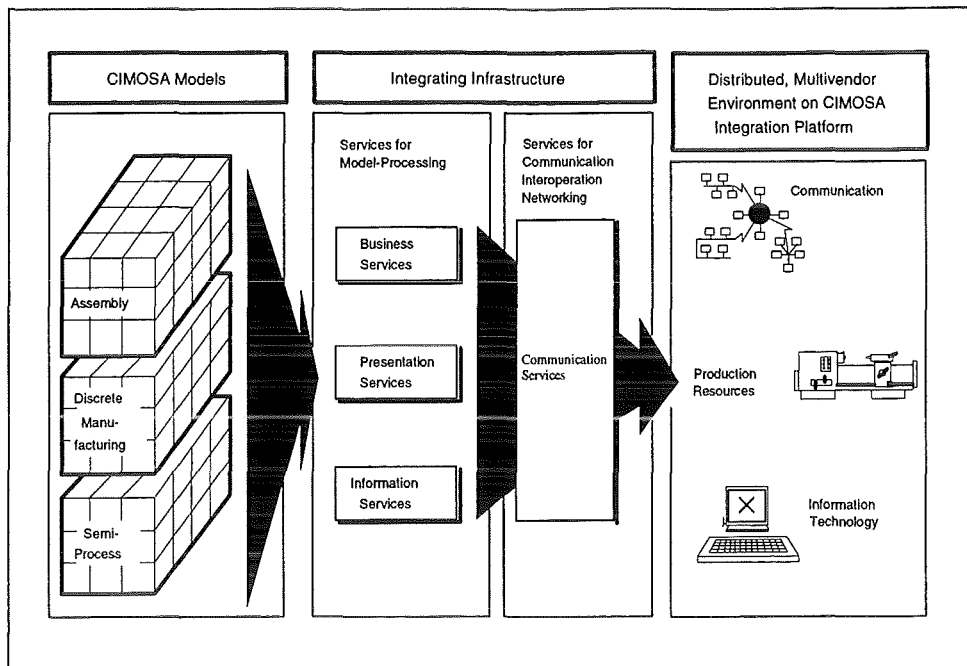 CIMOSA Models
Integrating Infrastructure
Distributed, Multivendor
Environment on CIMOSA
Integration Platform
Assembly
Discrete
Manu-
facturing
Semi-
Process
Services for
Model-Processing
Business
Services
Presentation
Services
Information
Services
Services for
Communication
Interoperation
Networking
Communication
Services
Communication
Production
Resources
Information
Technology